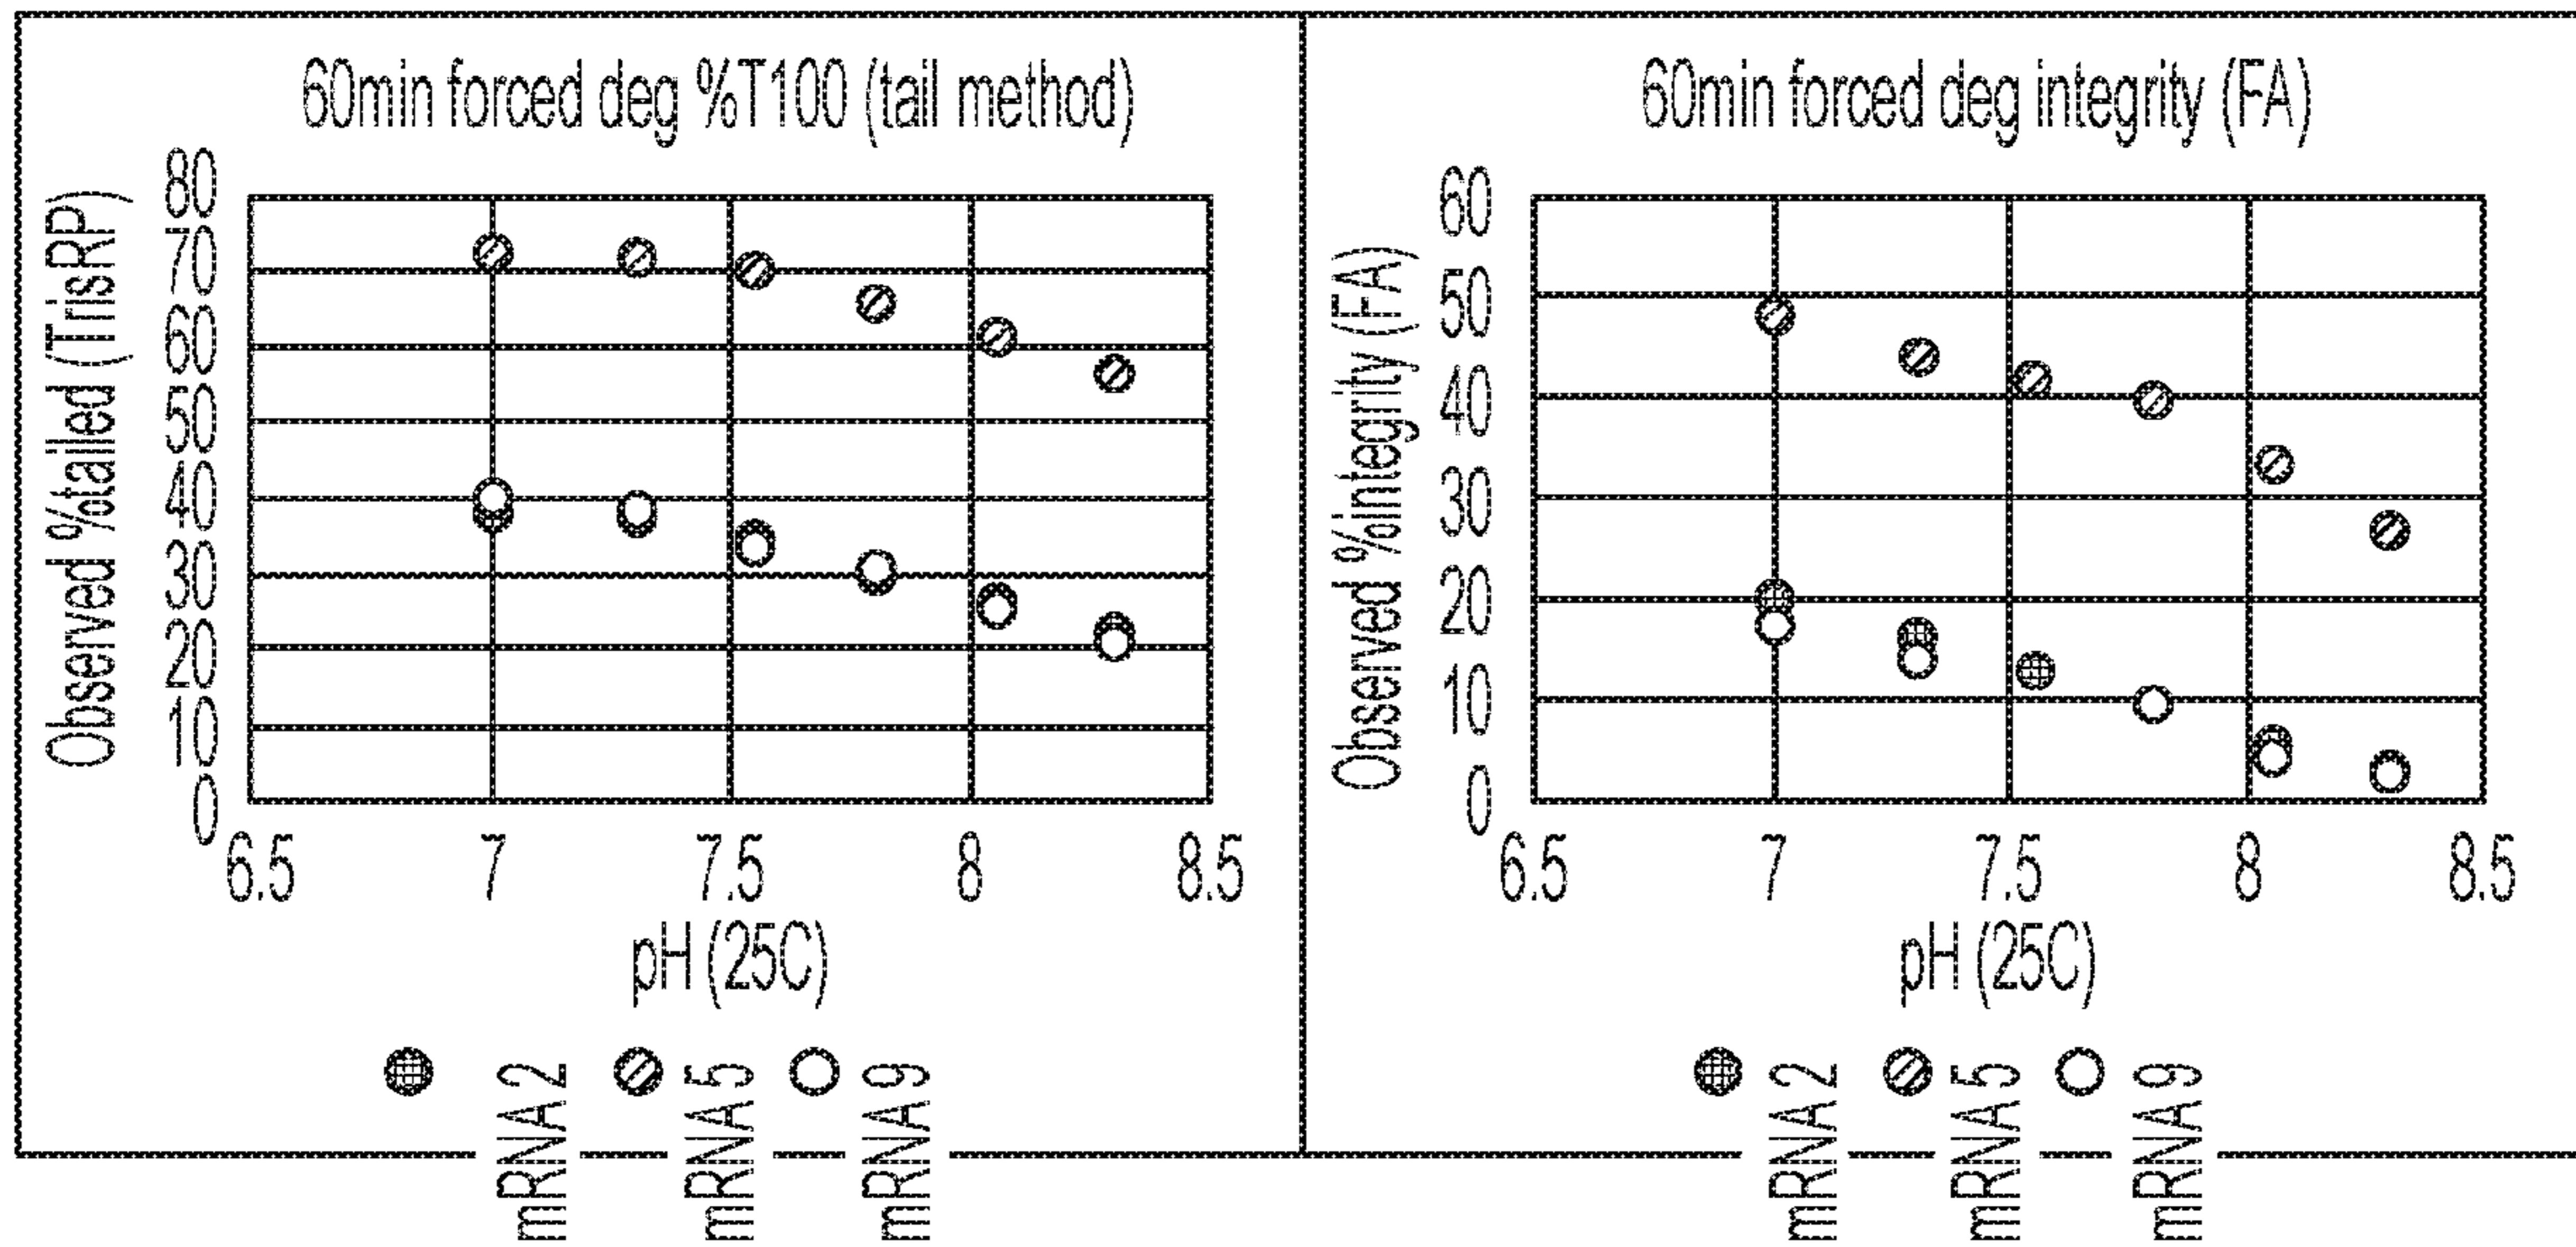 60min forced deg %T100 (tail method)
Observed %tailed (TrisRP)
80
70
60
50
40
30
20
10
0
6.5 7 7.5 8 8.5
pH (25C)
mRNA 2
mRNA 5
mRNA 9
60min forced deg integrity (FA)
Observed %integrity (FA)
60
50
40
30
20
10
0
6.5 7 7.5 8 8.5
pH (25C)
mRNA 2
mRNA 5
mRNA 9